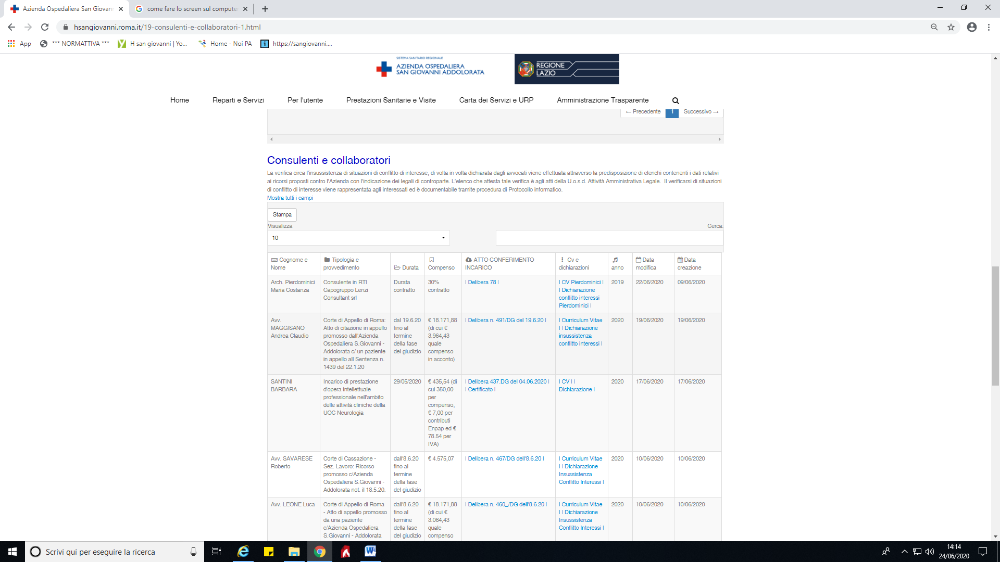 Azienda Ospedaliera San Giovann
come fare lo screen sul computer
hsangiovanni.roma.it/19-consulenti-e-collaboratori-1.html
App
*** NORMATTIVA ***
H san giovanni | Yo...
Home - Noi PA
https://sangiovanni....
SISTEMA SANITARIO REGIONALE
AZIENDA OSPEDALIERA
SAN GIOVANNI ADDOLORATA
REGIONE
LAZIO
Home
Reparti e Servizi
Per l'utente
Prestazioni Sanitarie e Visite
Carta dei Servizi e URP
Amministrazione Trasparente
← Precedente
1
Successivo →
Consulenti e collaboratori
La verifica circa l'insussistenza di situazioni di conflitto di interesse, di volta in volta dichiarata dagli avvocati viene effettuata attraverso la predisposizione di elenchi contenenti i dati relativi
ai ricorsi proposti contro l'Azienda con l'indicazione dei legali di controparte. L'elenco che attesta tale verifica è agli atti della U.o.s.d. Attività Amministrativa Legale. Il verificarsi di situazioni
di conflitto di interesse viene rappresentata agli interessati ed è documentabile tramite procedura di Protocollo informatico.
Mostra tutti i campi
Stampa
Visualizza
Cerca:
10
Cognome e
Nome
Tipologia e
provvedimento
Durata
Compenso
ATTO CONFERIMENTO
INCARICO
Cv e
dichiarazioni
anno
Data
modifica
Data
creazione
Arch. Pierdominici
Maria Costanza
Consulente in RTI
Capogruppo Lenzi
Consultant srl
Durata
contratto
30%
contratto
| Delibera 78 |
| CV Pierdominici |
| Dichiarazione
conflitto interessi
Pierdominici |
2019
22/06/2020
09/06/2020
Avv.
MAGGISANO
Andrea Claudio
Corte di Appello di Roma:
Atto di citazione in appello
promosso dall'Azienda
Ospedaliera S.Giovanni -
Addolorata c/ un paziente
in appello all Sentenza n.
1439 del 22.1.20
dal 19.6.20
fino al
termine
della fase
del giudizio
€ 18.171,88
(di cui €
3.964,43
quale
compenso
in acconto)
| Delibera n. 491/DG del 19.6.20 |
| Curriculum Vitae
| | Dichiarazione
insussistenza
conflitto interessi |
2020
19/06/2020
19/06/2020
SANTINI
BARBARA
Incarico di prestazione
d'opera intellettuale
professionale nell'ambito
delle attività cliniche della
UOC Neurologia
29/05/2020
€ 435,54 (di
cui 350,00
per
compenso,
€ 7,00 per
contributi
Enpap ed €
78.54 per
IVA)
| Delibera 437.DG del 04.06.2020 |
| Certificato |
| CV | |
Dichiarazione |
2020
17/06/2020
17/06/2020
Avv. SAVARESE
Roberto
Corte di Cassazione -
Sez. Lavoro: Ricorso
promosso c/Azienda
Ospedaliera S.Giovanni -
Addolorata not. il 18.5.20.
dall'8.6.20
fino al
termine
della fase
del giudizio
€ 4.575,07
| Delibera n. 467/DG dell'8.6.20 |
| Curriculum Vitae
| | Dichiarazione
Insussistenza
Conflitto Interessi |
2020
10/06/2020
10/06/2020
Avv. LEONE Luca
Corte di Appello di Roma
- Atto di appello promosso
da una paziente
c/Azienda Ospedaliera
S.Giovanni - Addolorata
dall'8.6.20
fino al
termine
della fase
del giudizio
€ 18.171,88
(di cui €
3.064,43
quale
compenso
| Delibera n. 460_/DG dell'8.6.20 |
| Curriculum Vitae
| | Dichiarazione
Insussistenza
Conflitto Interessi |
2020
10/06/2020
10/06/2020
Scrivi qui per eseguire la ricerca
14:14
24/06/2020